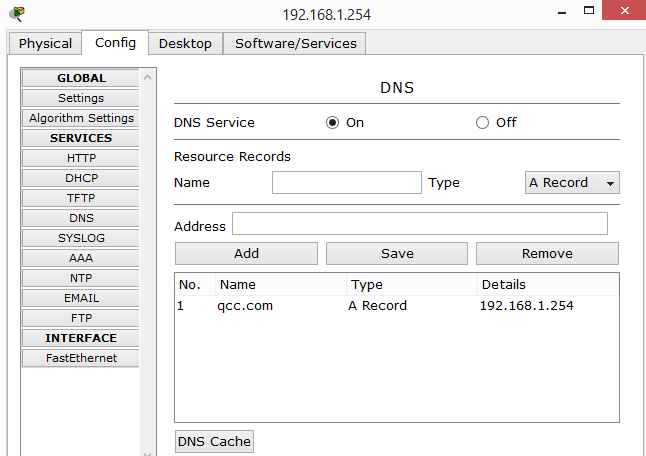 192.168.1.254
Physical Config Desktop Software/Services
GLOBAL
Settings
Algorithm Settings
SERVICES
HTTP
DHCP
TFTP
DNS
SYSLOG
AAA
NTP
EMAIL
FTP
INTERFACE
FastEthernet
DNS
DNS Service On Off
Resource Records
Name Type A Record
Address
Add Save Remove
No. Name Type Details
1 qcc.com A Record 192.168.1.254
DNS Cache